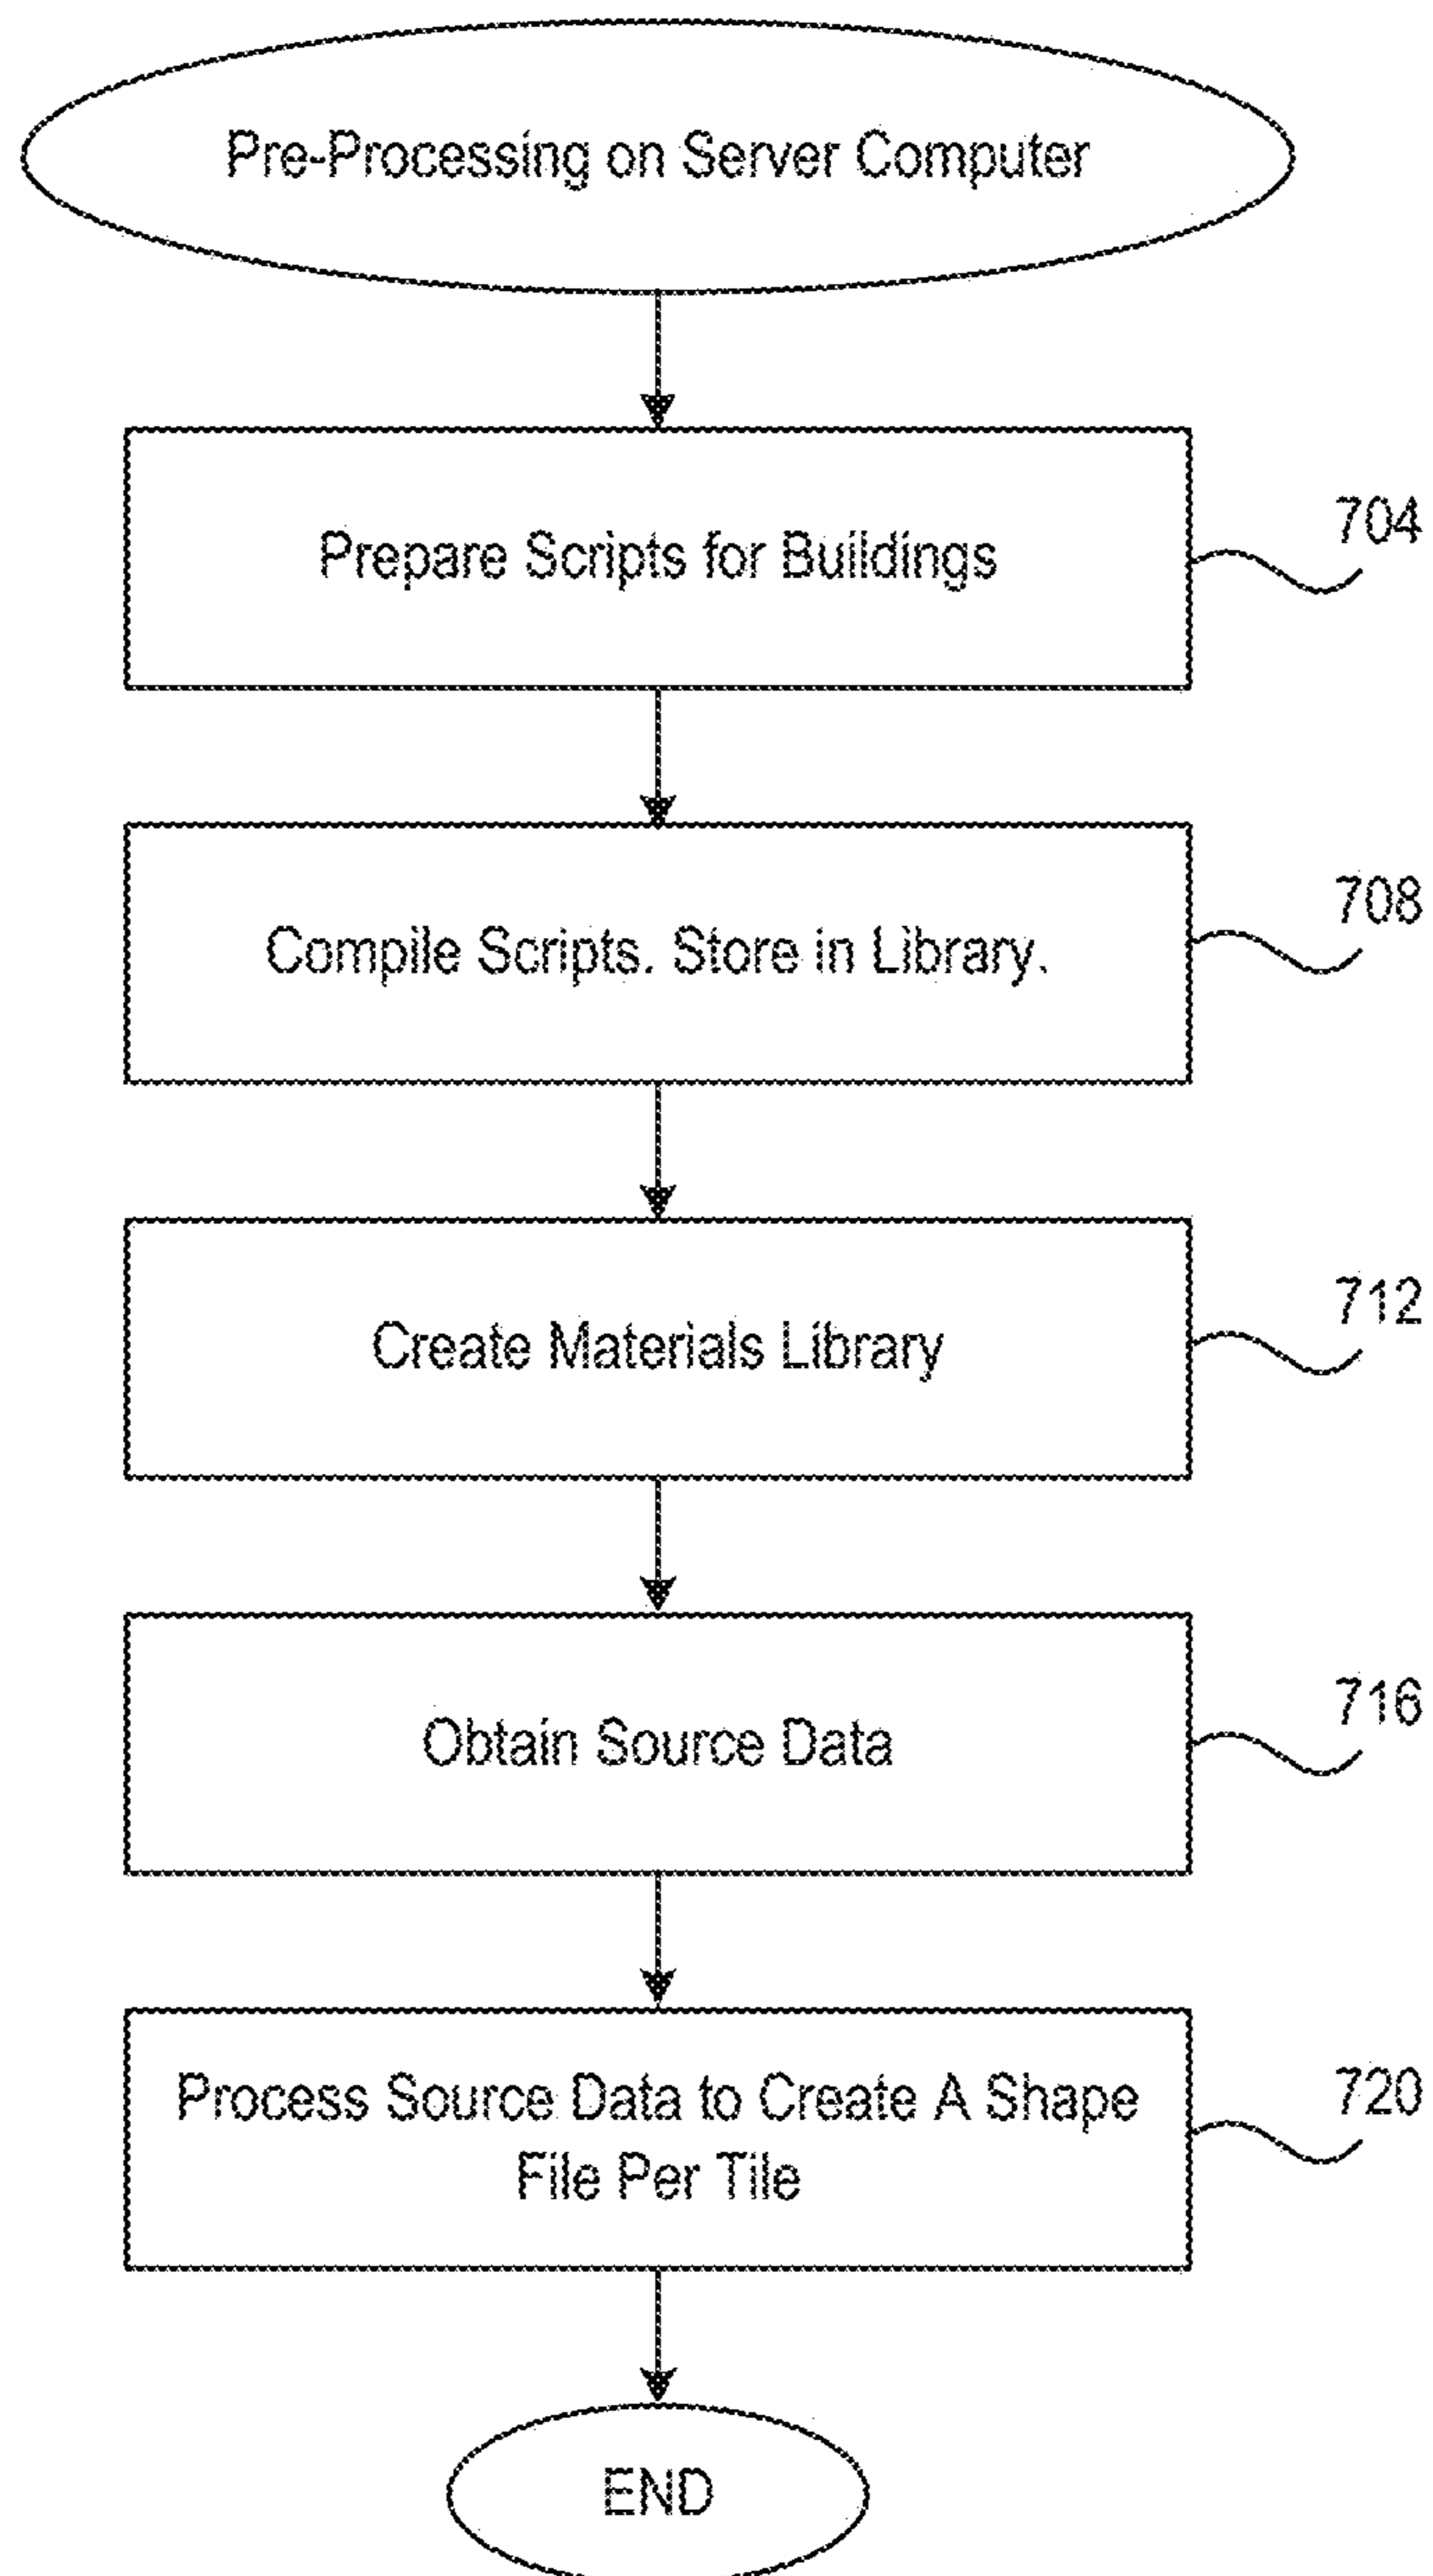 Pre-Processing on Server Computer
Prepare Scripts for Buildings
704
Compile Scripts. Store in Library.
708
Create Materials Library
712
Obtain Source Data
716
Process Source Data to Create A Shape
File Per Tile
720
END